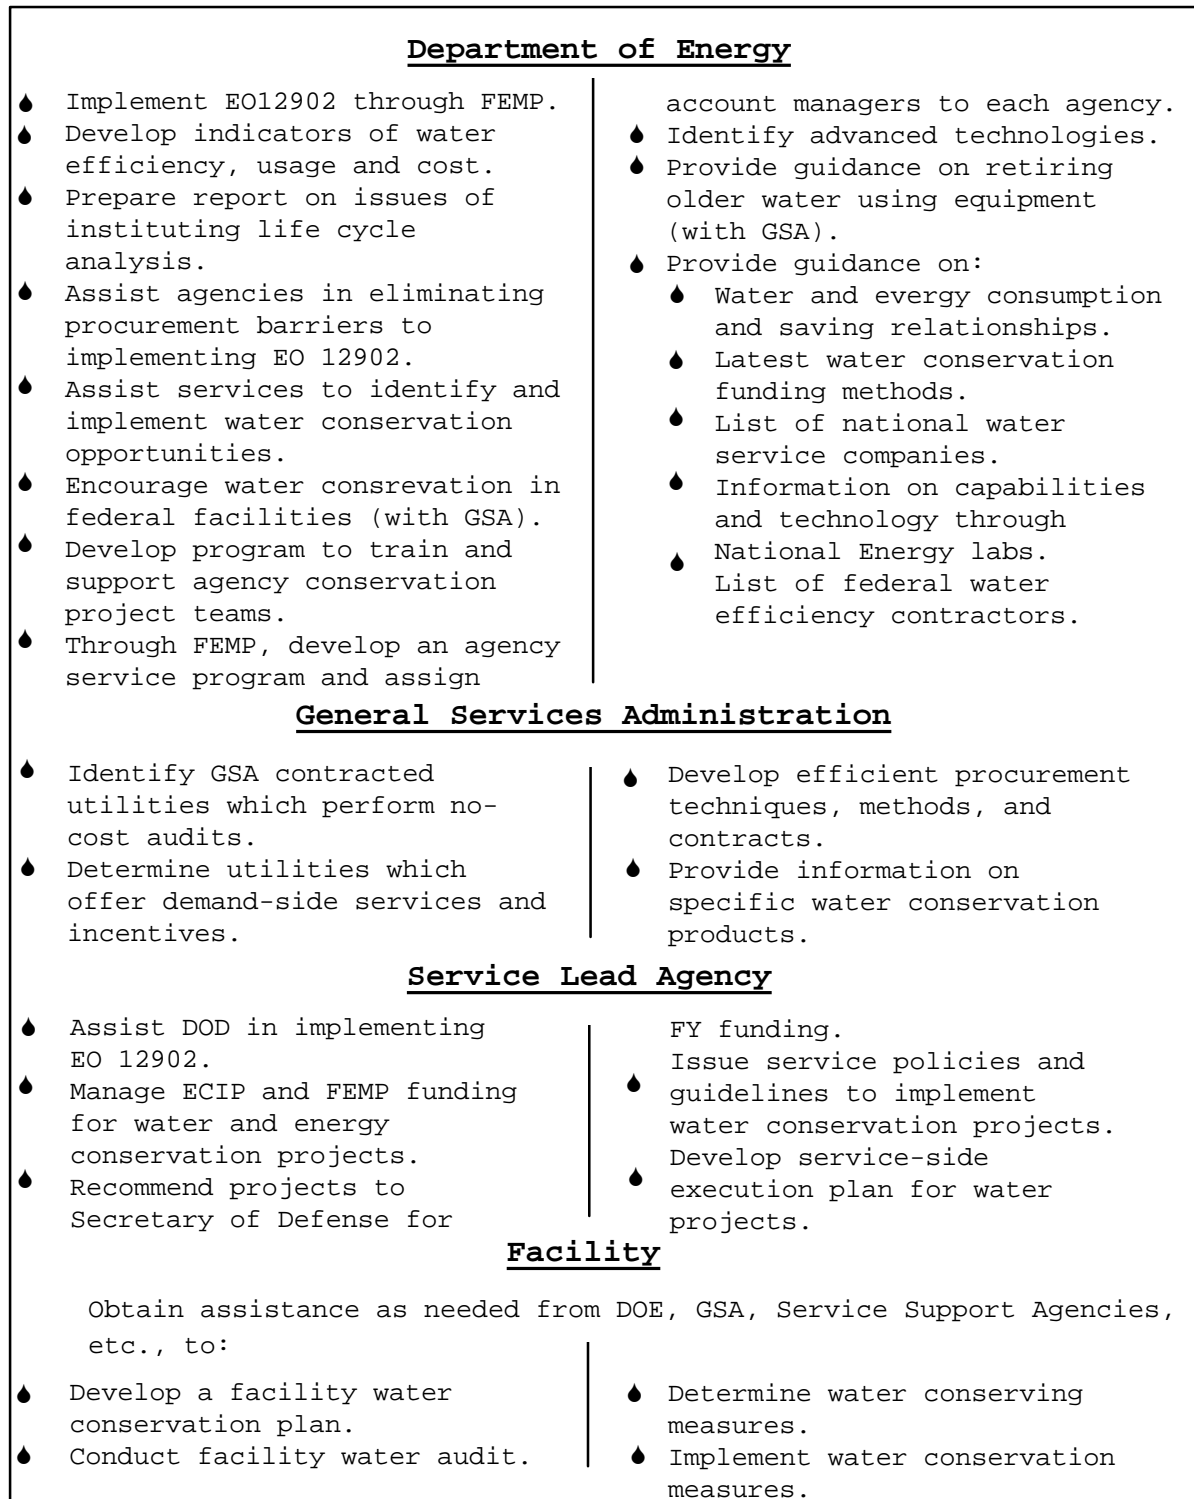 Department of Energy
Implement EO12902 through FEMP.
Develop indicators of water
efficiency, usage and cost.
Prepare report on issues of
instituting life cycle
analysis.
Assist agencies in eliminating
procurement barriers to
implementing EO 12902.
Assist services to identify and
implement water conservation
opportunities.
Encourage water consrevation in
federal facilities (with GSA).
Develop program to train and
support agency conservation
project teams.
Through FEMP, develop an agency
service program and assign
account managers to each agency.
Identify advanced technologies.
Provide guidance on retiring
older water using equipment
(with GSA).
Provide guidance on:
Water and evergy consumption
and saving relationships.
Latest water conservation
funding methods.
List of national water
service companies.
Information on capabilities
and technology through
National Energy labs.
List of federal water
efficiency contractors.
General Services Administration
Identify GSA contracted
utilities which perform no-
cost audits.
Determine utilities which
offer demand-side services and
incentives.
Develop efficient procurement
techniques, methods, and
contracts.
Provide information on
specific water conservation
products.
Service Lead Agency
Assist DOD in implementing
EO 12902.
Manage ECIP and FEMP funding
for water and energy
conservation projects.
Recommend projects to
Secretary of Defense for
FY funding.
Issue service policies and
guidelines to implement
water conservation projects.
Develop service-side
execution plan for water
projects.
Facility
Obtain assistance as needed from DOE, GSA, Service Support Agencies,
etc., to:
Develop a facility water
conservation plan.
Conduct facility water audit.
Determine water conserving
measures.
Implement water conservation
measures.